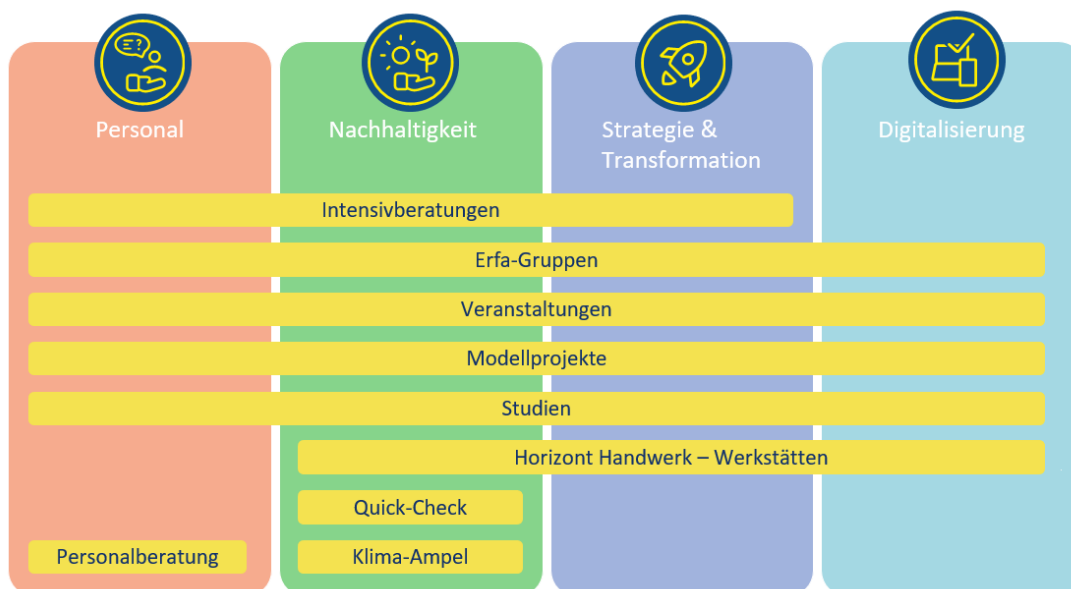 Personal
Nachhaltigkeit
Strategie &
Transformation
Digitalisierung
Intensivberatungen
Erfa-Gruppen
Veranstaltungen
Modellprojekte
Studien
Horizont Handwerk – Werkstätten
Quick-Check
Personalberatung
Klima-Ampel